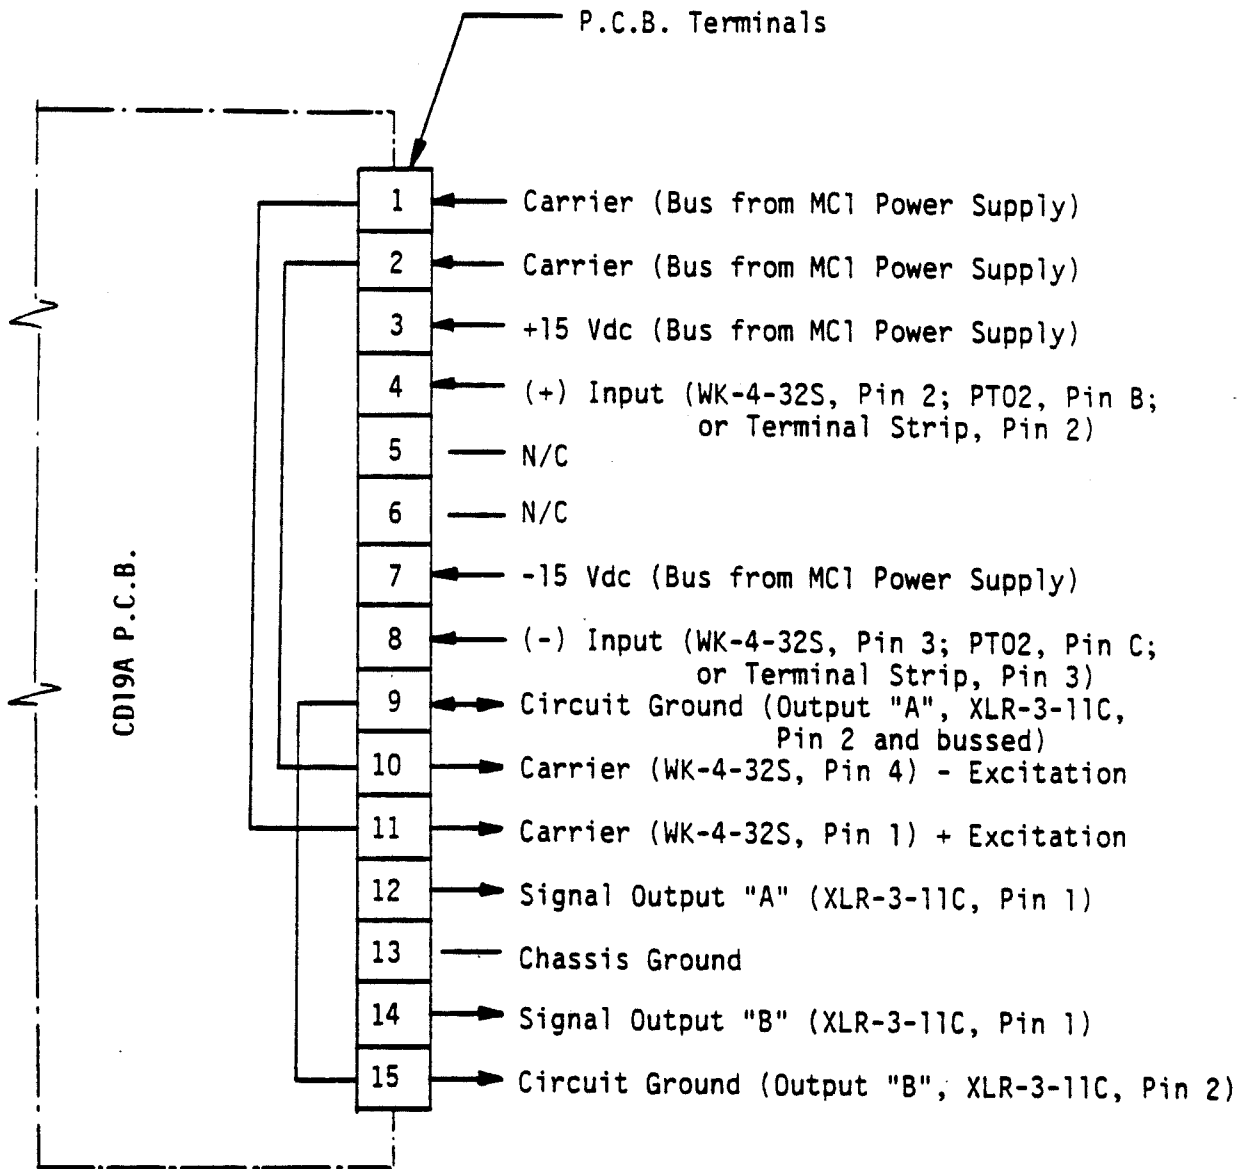 P.C.B. Terminals
1 Carrier (Bus from MC1 Power Supply)
2 Carrier (Bus from MC1 Power Supply)
3 +15 Vdc (Bus from MC1 Power Supply)
4 (+) Input (WK-4-32S, Pin 2; PT02, Pin B;
or Terminal Strip, Pin 2)
5 N/C
6 N/C
7 -15 Vdc (Bus from MC1 Power Supply)
8 (-) Input (WK-4-32S, Pin 3; PT02, Pin C;
or Terminal Strip, Pin 3)
9 Circuit Ground (Output "A", XLR-3-11C,
Pin 2 and bussed)
10 Carrier (WK-4-32S, Pin 4) - Excitation
11 Carrier (WK-4-32S, Pin 1) + Excitation
12 Signal Output "A" (XLR-3-11C, Pin 1)
13 Chassis Ground
14 Signal Output "B" (XLR-3-11C, Pin 1)
15 Circuit Ground (Output "B", XLR-3-11C, Pin 2)
CD19A P.C.B.